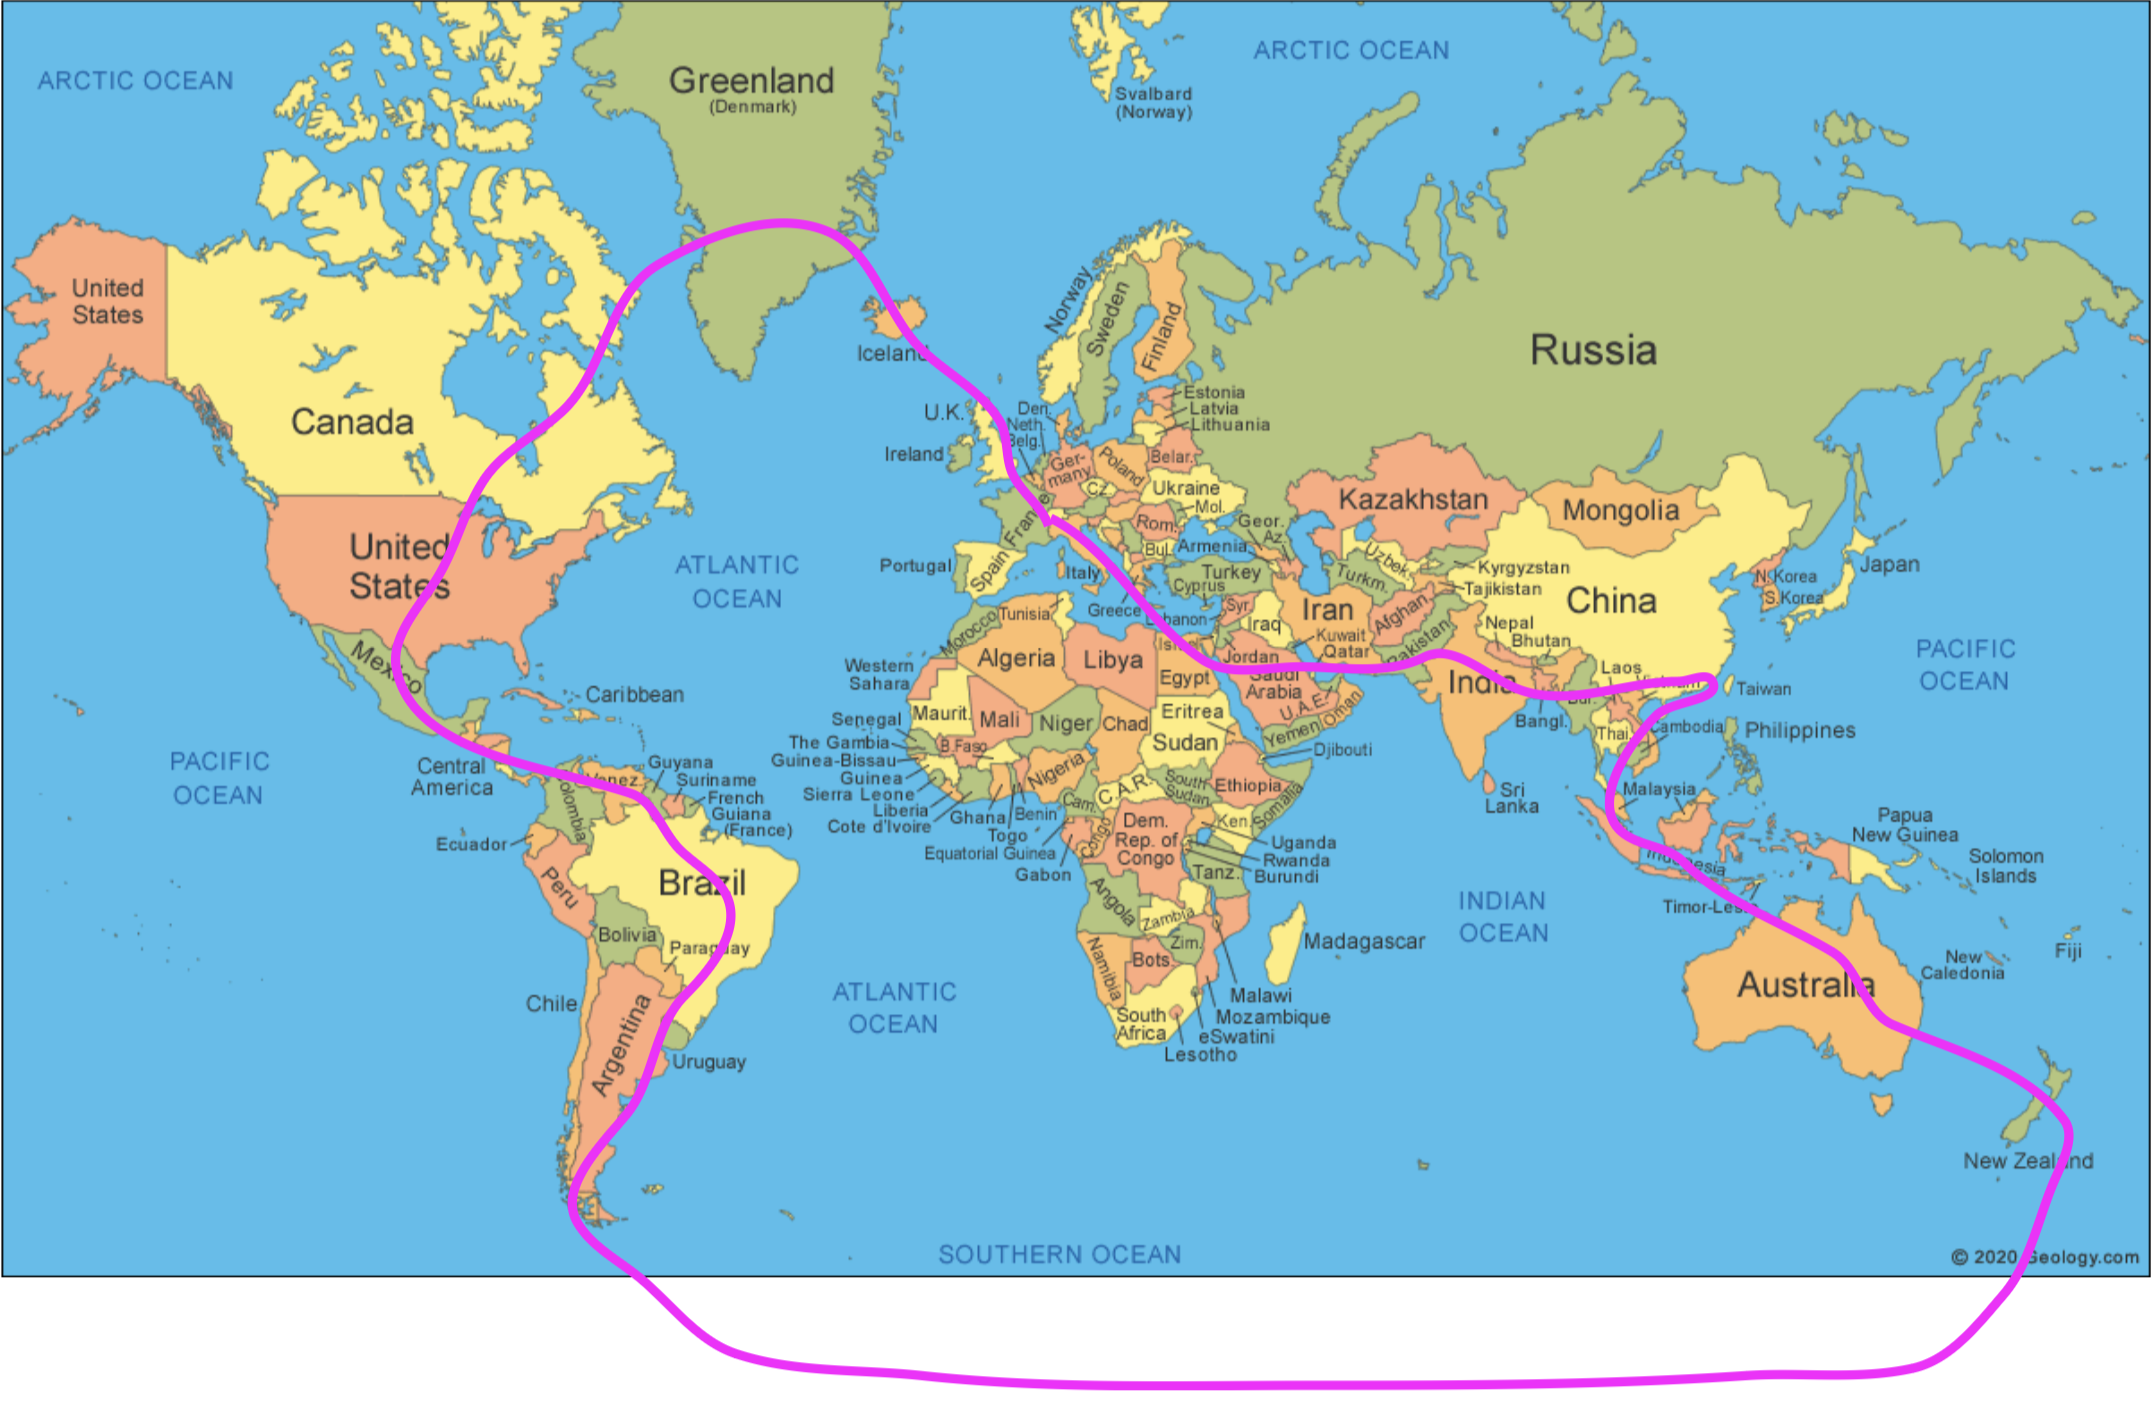 ARCTIC OCEAN
ARCTIC OCEAN
Greenland
(Denmark)
Svalbard
(Norway)
United
States
Canada
Iceland
Norway
Sweden
Finland
Russia
U.K.
Ireland
Den.
Neth.
Belg.
Estonia
Latvia
Lithuania
Belar.
Ger-
many
Poland
Cz.
Ukraine
Mol.
France
Rom.
Bul.
Italy
Greece
Spain
Portugal
Geor.
Az.
Armenia
Turkey
Cyprus
Lebanon
Syr.
Iraq
Iran
Kuwait
Qatar
Jordan
Saudi
Arabia
U.A.E.
Oman
Yemen
Kazakhstan
Uzbek.
Turkm.
Kyrgyzstan
Tajikistan
Afghan.
Pakistan
Mongolia
China
N.Korea
S.Korea
Japan
Nepal
Bhutan
India
Bangl.
Bur.
Laos
Vietnam
Thai.
Cambodia
Taiwan
Philippines
Sri
Lanka
Malaysia
Indonesia
Papua
New Guinea
Solomon
Islands
Timor-Leste
Australia
New
Caledonia
Fiji
New Zealand
United
States
Mexico
Caribbean
Central
America
ATLANTIC
OCEAN
PACIFIC
OCEAN
PACIFIC
OCEAN
Venez.
Colombia
Guyana
Suriname
French
Guiana
(France)
Ecuador
Peru
Brazil
Bolivia
Paraguay
Chile
Argentina
Uruguay
Morocco
Tunisia
Algeria
Libya
Egypt
Western
Sahara
Maurit.
Mali
Niger
Chad
Sudan
Eritrea
Djibouti
Senegal
The Gambia
Guinea-Bissau
Guinea
Sierra Leone
Liberia
Cote d'Ivoire
B.Faso
Ghana
Togo
Benin
Nigeria
Cam.
C.A.R.
South
Sudan
Ethiopia
Somalia
Equatorial Guinea
Gabon
Congo
Dem.
Rep. of
Congo
Ken.
Uganda
Rwanda
Burundi
Tanz.
Angola
Zambia
Malawi
Mozambique
Zim.
Bots.
Namibia
South
Africa
eSwatini
Lesotho
Madagascar
ATLANTIC
OCEAN
INDIAN
OCEAN
SOUTHERN OCEAN
© 2020 Geology.com